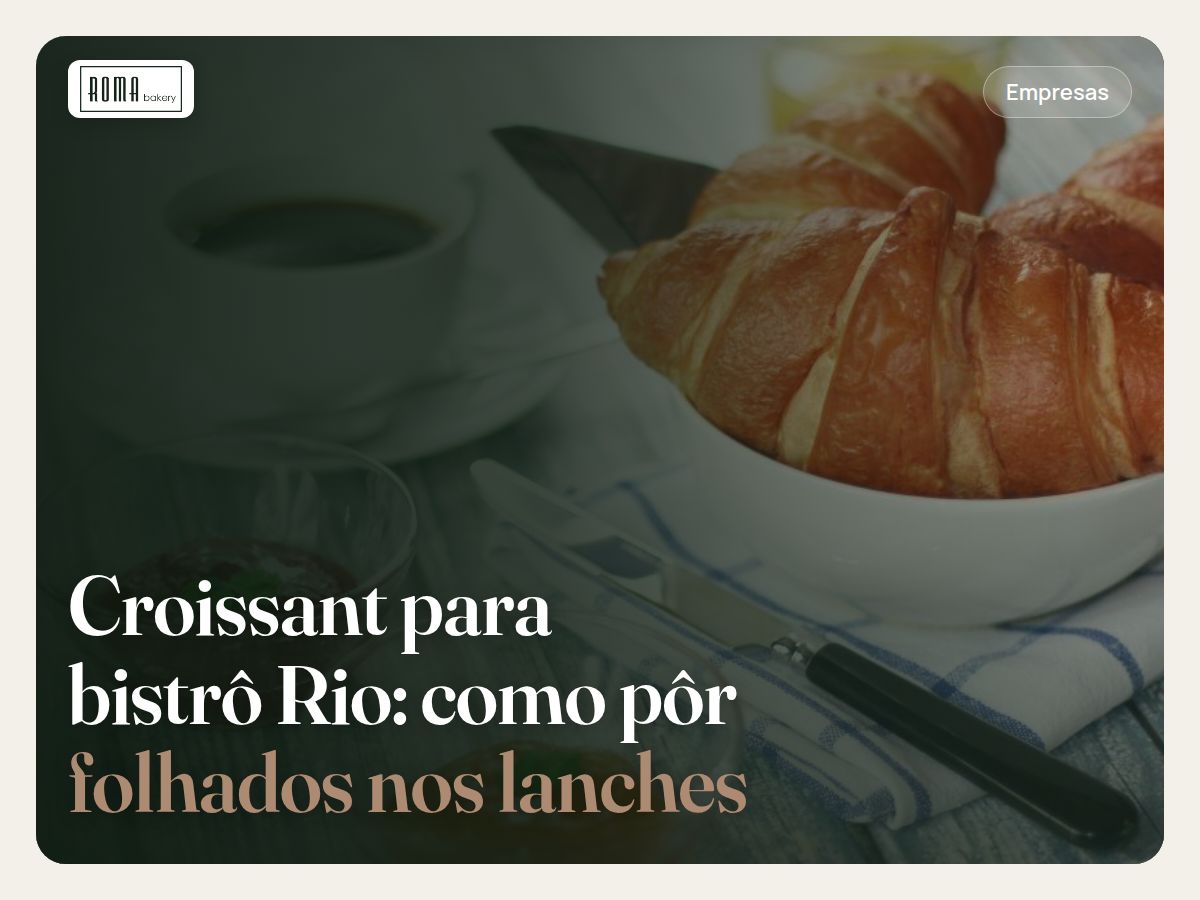 ROMA bakery
Empresas
Croissant para
bistrô Rio: como pôr
folhados nos lanches